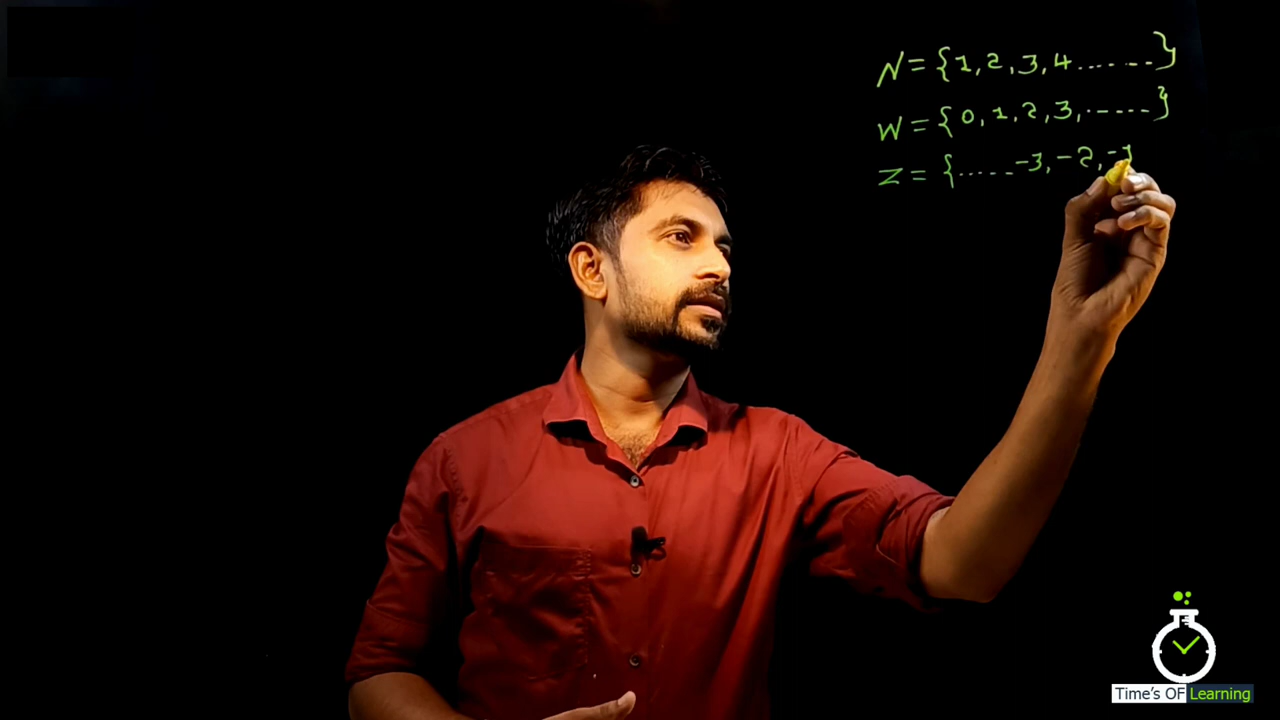 N = {1, 2, 3, 4.......}
W = {0, 1, 2, 3, ......}
Z = {..... -3, -2, -1
Time's OF Learning